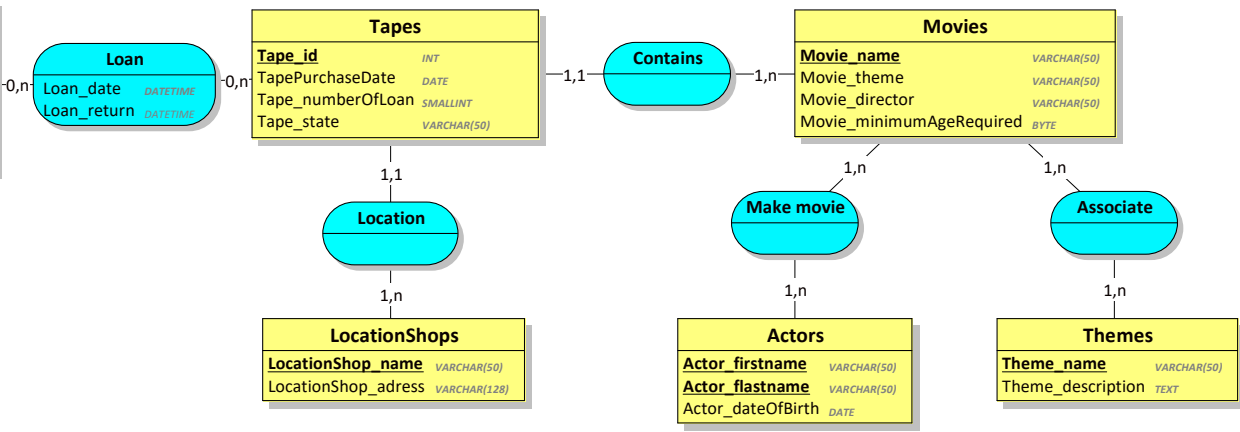 Loan
Loan_date DATETIME
Loan_return DATETIME
0,n
0,n
Tapes
Tape_id INT
TapePurchaseDate DATE
Tape_numberOfLoan SMALLINT
Tape_state VARCHAR(50)
1,1
Contains
1,n
Movies
Movie_name VARCHAR(50)
Movie_theme VARCHAR(50)
Movie_director VARCHAR(50)
Movie_minimumAgeRequired BYTE
1,1
Location
1,n
LocationShops
LocationShop_name VARCHAR(50)
LocationShop_adress VARCHAR(128)
1,n
Make movie
1,n
Actors
Actor_firstname VARCHAR(50)
Actor_flastname VARCHAR(50)
Actor_dateOfBirth DATE
1,n
Associate
1,n
Themes
Theme_name VARCHAR(50)
Theme_description TEXT